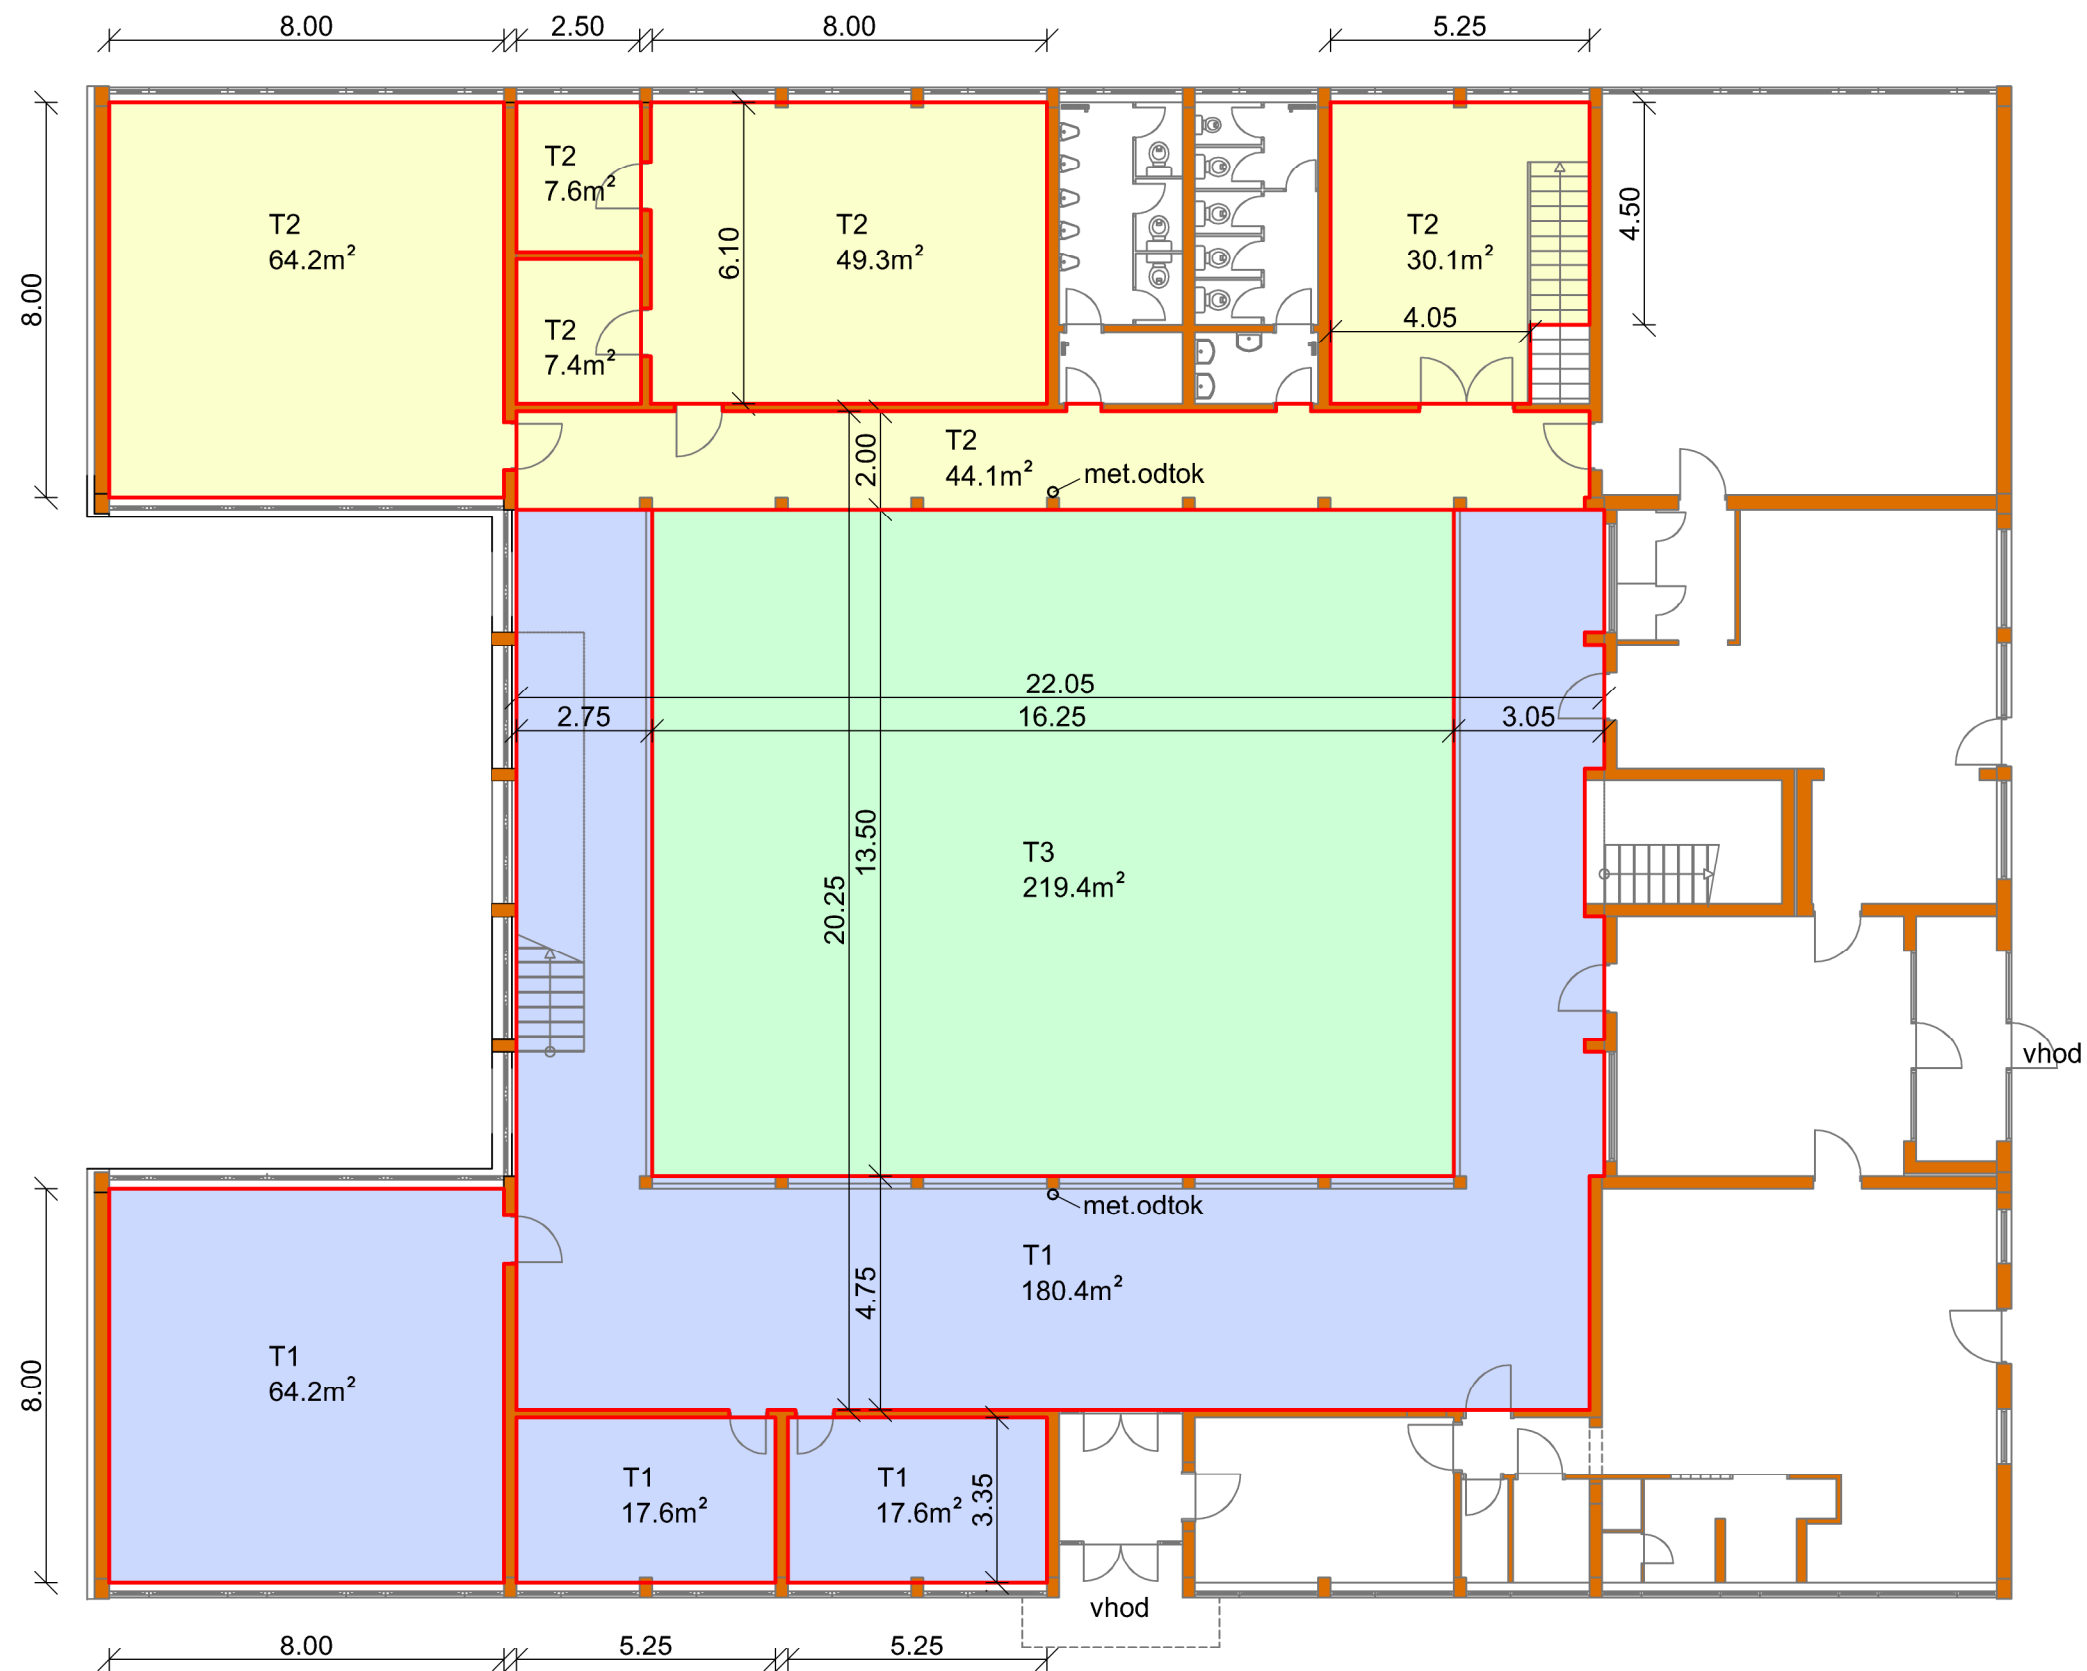 8.00
2.50
8.00
5.25
T2
7.6m²
T2
64.2m²
T2
49.3m²
T2
30.1m²
4.50
6.10
8.00
T2
7.4m²
4.05
T2
44.1m²
2.00
met.odtok
22.05
2.75
16.25
3.05
T3
219.4m²
13.50
20.25
vhod
met.odtok
T1
180.4m²
4.75
T1
64.2m²
8.00
T1
17.6m²
T1
17.6m²
3.35
vhod
8.00
5.25
5.25